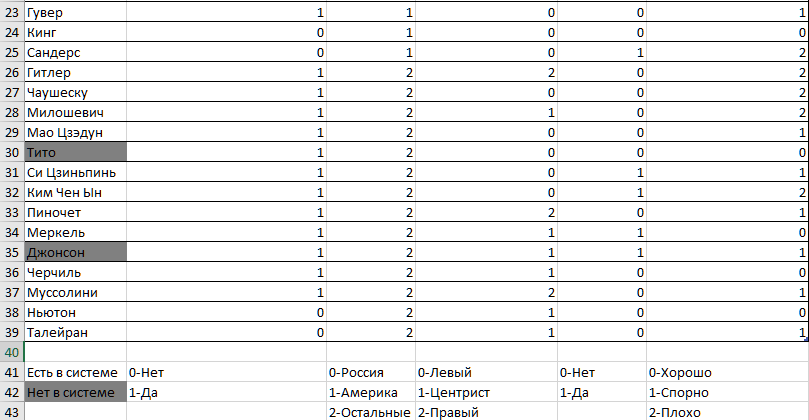 23 Гувер 1 1 0 0 1
24 Кинг 0 1 0 0 0
25 Сандерс 0 1 0 1 2
26 Гитлер 1 2 2 0 2
27 Чаушеску 1 2 0 0 2
28 Милошевич 1 2 1 0 2
29 Мао Цзэдун 1 2 0 0 1
30 Тито 1 2 0 0 0
31 Си Цзиньпинь 1 2 0 1 1
32 Ким Чен Ын 1 2 0 1 2
33 Пиночет 1 2 2 0 1
34 Меркель 1 2 1 1 0
35 Джонсон 1 2 1 1 1
36 Черчиль 1 2 1 0 0
37 Муссолини 1 2 2 0 1
38 Ньютон 0 2 1 0 0
39 Талейран 0 2 1 0 1
40
41 Есть в системе 0-Нет 0-Россия 0-Левый 0-Нет 0-Хорошо
42 Нет в системе 1-Да 1-Америка 1-Центрист 1-Да 1-Спорно
43 2-Остальные 2-Правый 2-Плохо